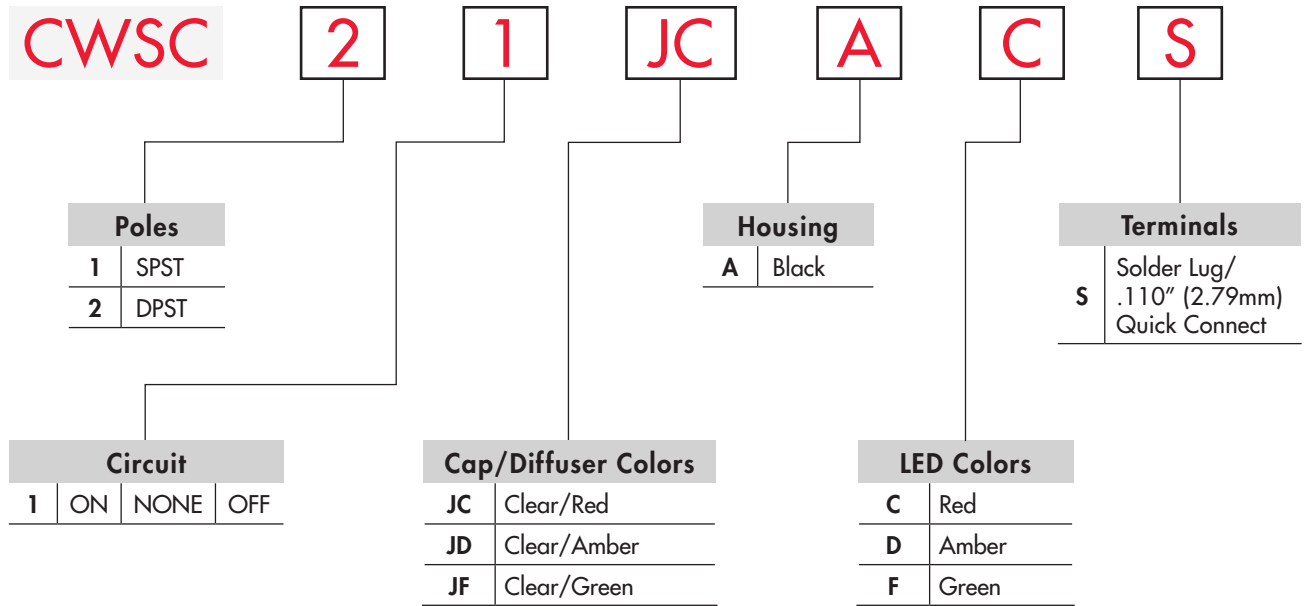 CWSC 2 1 JC A C S
Poles
1 SPST
2 DPST
Housing
A Black
Terminals
S Solder Lug/
.110” (2.79mm)
Quick Connect
Circuit
1 ON NONE OFF
Cap/Diffuser Colors
JC Clear/Red
JD Clear/Amber
JF Clear/Green
LED Colors
C Red
D Amber
F Green